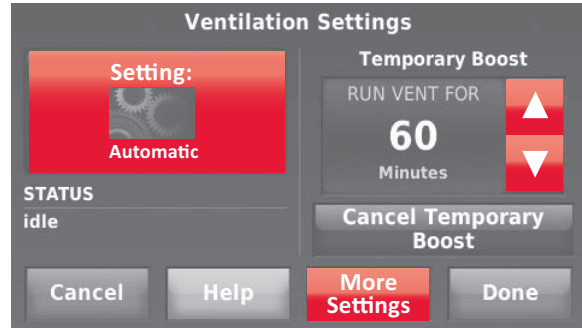 Ventilation Settings
Setting:
Automatic
STATUS
idle
Temporary Boost
RUN VENT FOR
60
Minutes
Cancel Temporary
Boost
Cancel
Help
More
Settings
Done